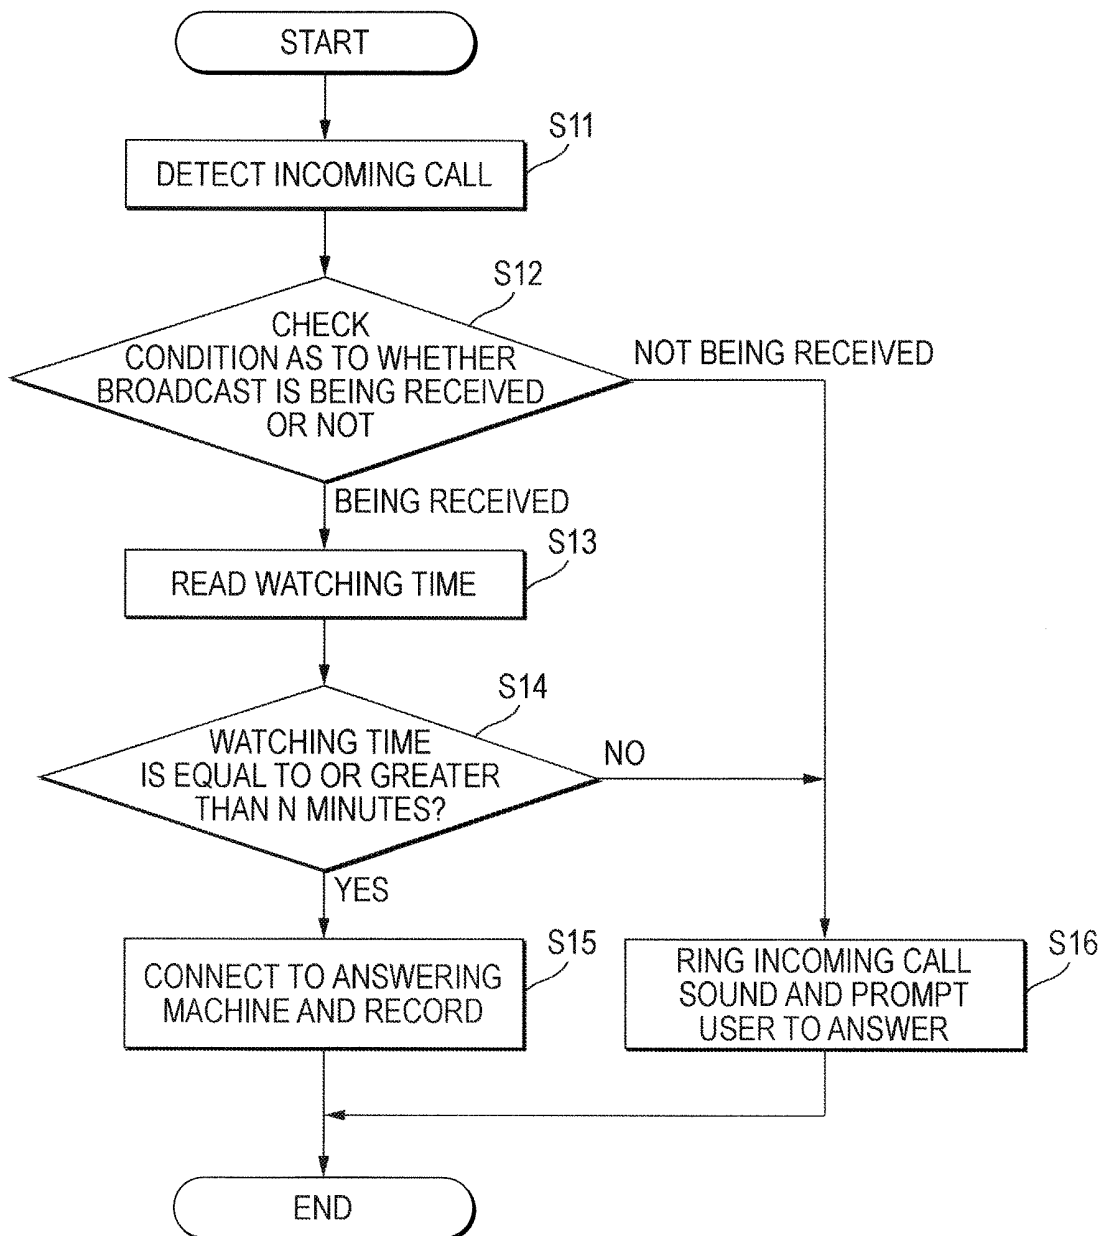 START
S11
DETECT INCOMING CALL
S12
CHECK
CONDITION AS TO WHETHER
BROADCAST IS BEING RECEIVED
OR NOT
NOT BEING RECEIVED
BEING RECEIVED
S13
READ WATCHING TIME
S14
WATCHING TIME
IS EQUAL TO OR GREATER
THAN N MINUTES?
NO
YES
S15
CONNECT TO ANSWERING
MACHINE AND RECORD
S16
RING INCOMING CALL
SOUND AND PROMPT
USER TO ANSWER
END